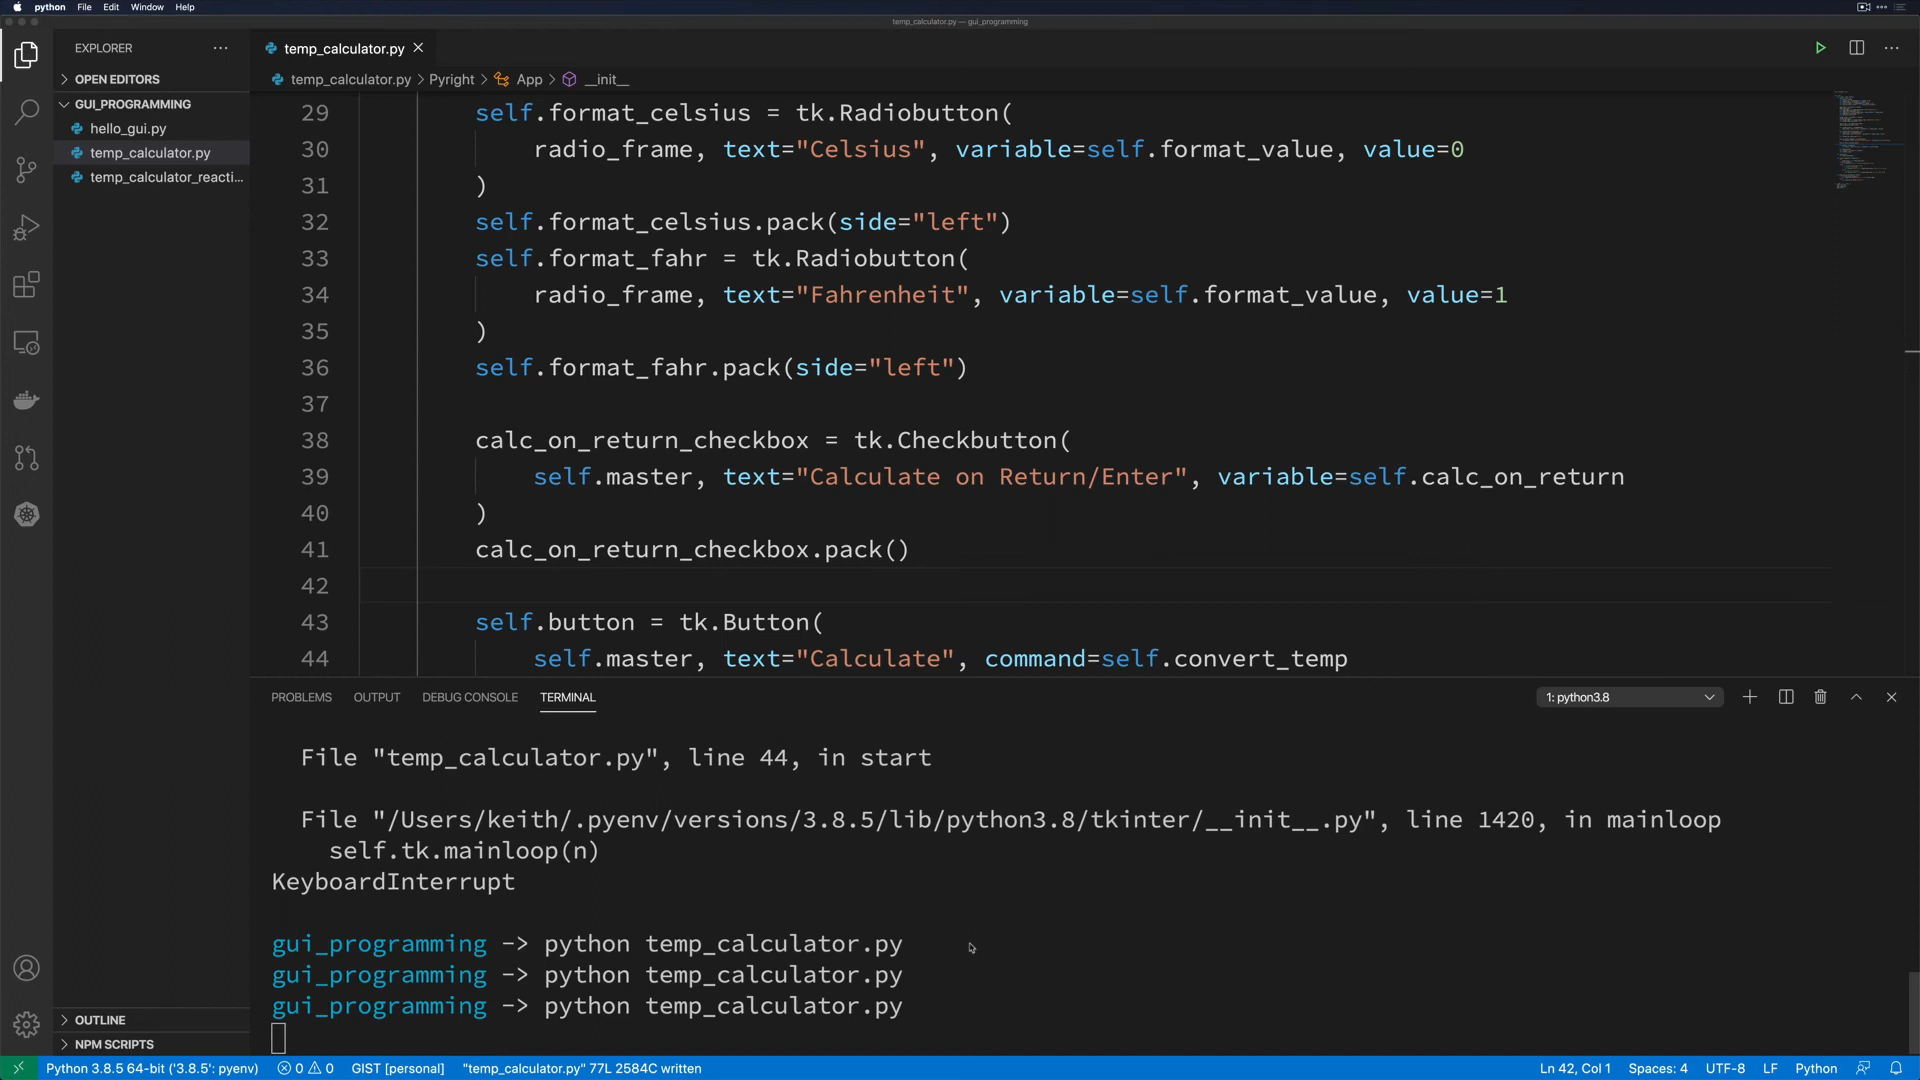 python File Edit Window Help
temp_calculator.py — gui_programming
EXPLORER
OPEN EDITORS
GUI_PROGRAMMING
hello_gui.py
temp_calculator.py
temp_calculator_reacti...
OUTLINE
NPM SCRIPTS
temp_calculator.py
temp_calculator.py > Pyright > App > __init__
29 self.format_celsius = tk.Radiobutton(
30 radio_frame, text="Celsius", variable=self.format_value, value=0
31 )
32 self.format_celsius.pack(side="left")
33 self.format_fahr = tk.Radiobutton(
34 radio_frame, text="Fahrenheit", variable=self.format_value, value=1
35 )
36 self.format_fahr.pack(side="left")
37
38 calc_on_return_checkbox = tk.Checkbutton(
39 self.master, text="Calculate on Return/Enter", variable=self.calc_on_return
40 )
41 calc_on_return_checkbox.pack()
42
43 self.button = tk.Button(
44 self.master, text="Calculate", command=self.convert_temp
PROBLEMS OUTPUT DEBUG CONSOLE TERMINAL 1: python3.8
File "temp_calculator.py", line 44, in start
File "/Users/keith/.pyenv/versions/3.8.5/lib/python3.8/tkinter/__init__.py", line 1420, in mainloop
self.tk.mainloop(n)
KeyboardInterrupt
gui_programming -> python temp_calculator.py
gui_programming -> python temp_calculator.py
gui_programming -> python temp_calculator.py
Python 3.8.5 64-bit ('3.8.5': pyenv) 0 0 GIST [personal] "temp_calculator.py" 77L 2584C written Ln 42, Col 1 Spaces: 4 UTF-8 LF Python